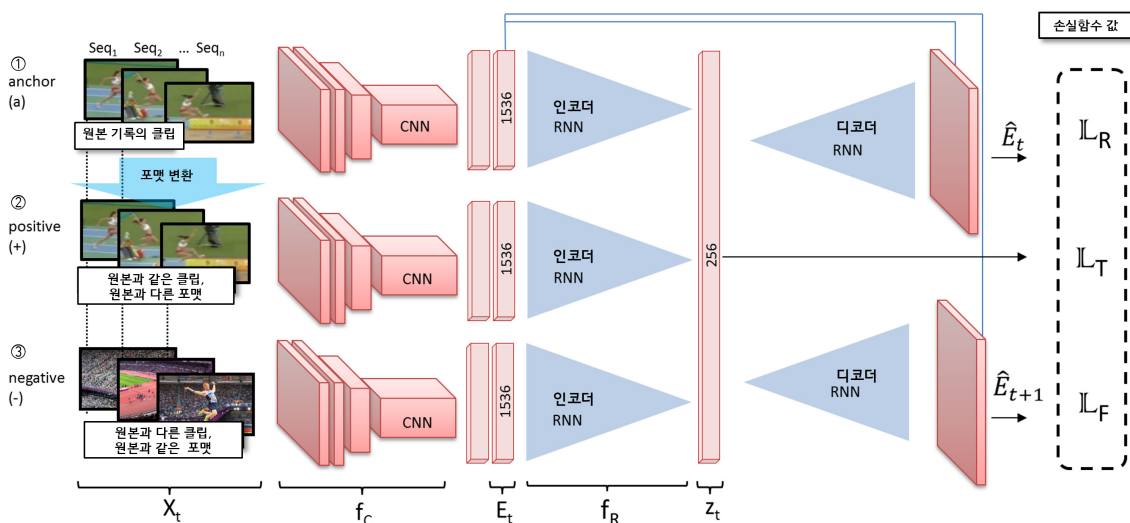 손실함수 값
Seq1 Seq2 ... Seqn
①
anchor
(a)
원본 기록의 클립
CNN
1536
인코더
RNN
디코더
RNN
Êt
𝕃R
포맷 변환
②
positive
(+)
원본과 같은 클립,
원본과 다른 포맷
CNN
1536
인코더
RNN
256
𝕃T
③
negative
(-)
원본과 다른 클립,
원본과 같은 포맷
CNN
1536
인코더
RNN
디코더
RNN
Êt+1
𝕃F
Xt
fC
Et
fR
zt